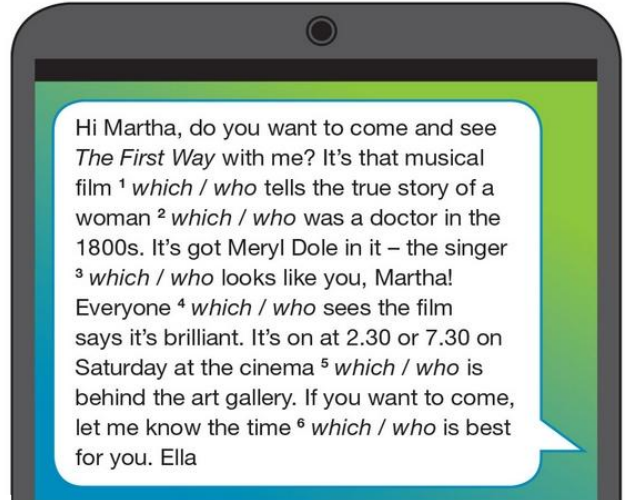 Hi Martha, do you want to come and see
The First Way with me? It's that musical
film ¹ which / who tells the true story of a
woman ² which / who was a doctor in the
1800s. It's got Meryl Dole in it – the singer
³ which / who looks like you, Martha!
Everyone ⁴ which / who sees the film
says it's brilliant. It's on at 2.30 or 7.30 on
Saturday at the cinema ⁵ which / who is
behind the art gallery. If you want to come,
let me know the time ⁶ which / who is best
for you. Ella